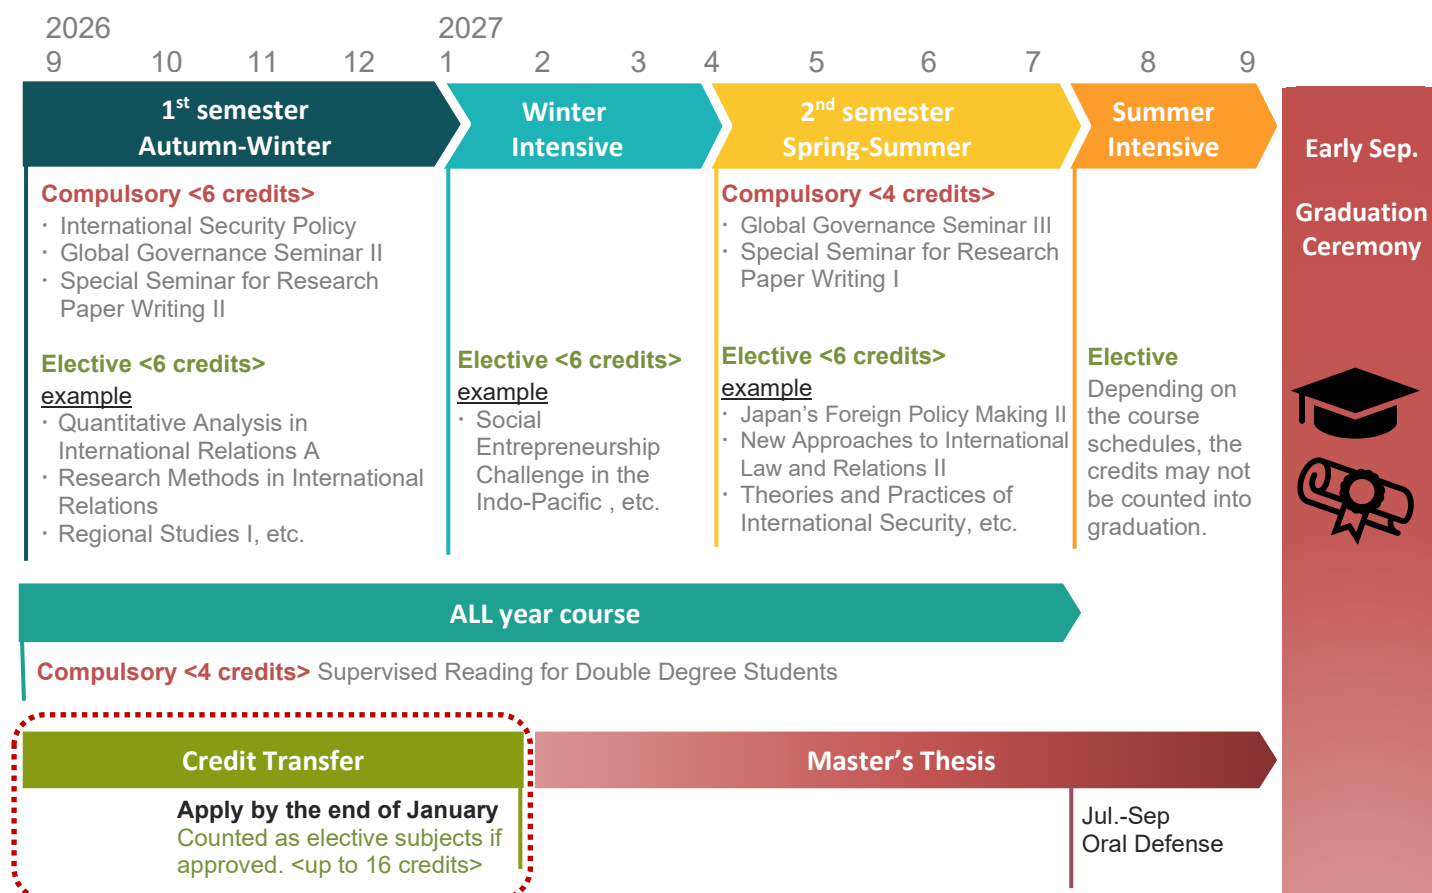 2026
2027
9 10 11 12 1 2 3 4 5 6 7 8 9
1st semester
Autumn-Winter
Winter
Intensive
2nd semester
Spring-Summer
Summer
Intensive
Early Sep.
Graduation
Ceremony
Compulsory <6 credits>
· International Security Policy
· Global Governance Seminar II
· Special Seminar for Research
Paper Writing II
Elective <6 credits>
example
· Quantitative Analysis in
International Relations A
· Research Methods in International
Relations
· Regional Studies I, etc.
Elective <6 credits>
example
· Social
Entrepreneurship
Challenge in the
Indo-Pacific , etc.
Compulsory <4 credits>
· Global Governance Seminar III
· Special Seminar for Research
Paper Writing I
Elective <6 credits>
example
· Japan's Foreign Policy Making II
· New Approaches to International
Law and Relations II
· Theories and Practices of
International Security, etc.
Elective
Depending on
the course
schedules, the
credits may not
be counted into
graduation.
ALL year course
Compulsory <4 credits> Supervised Reading for Double Degree Students
Credit Transfer
Apply by the end of January
Counted as elective subjects if
approved. <up to 16 credits>
Master's Thesis
Jul.-Sep
Oral Defense